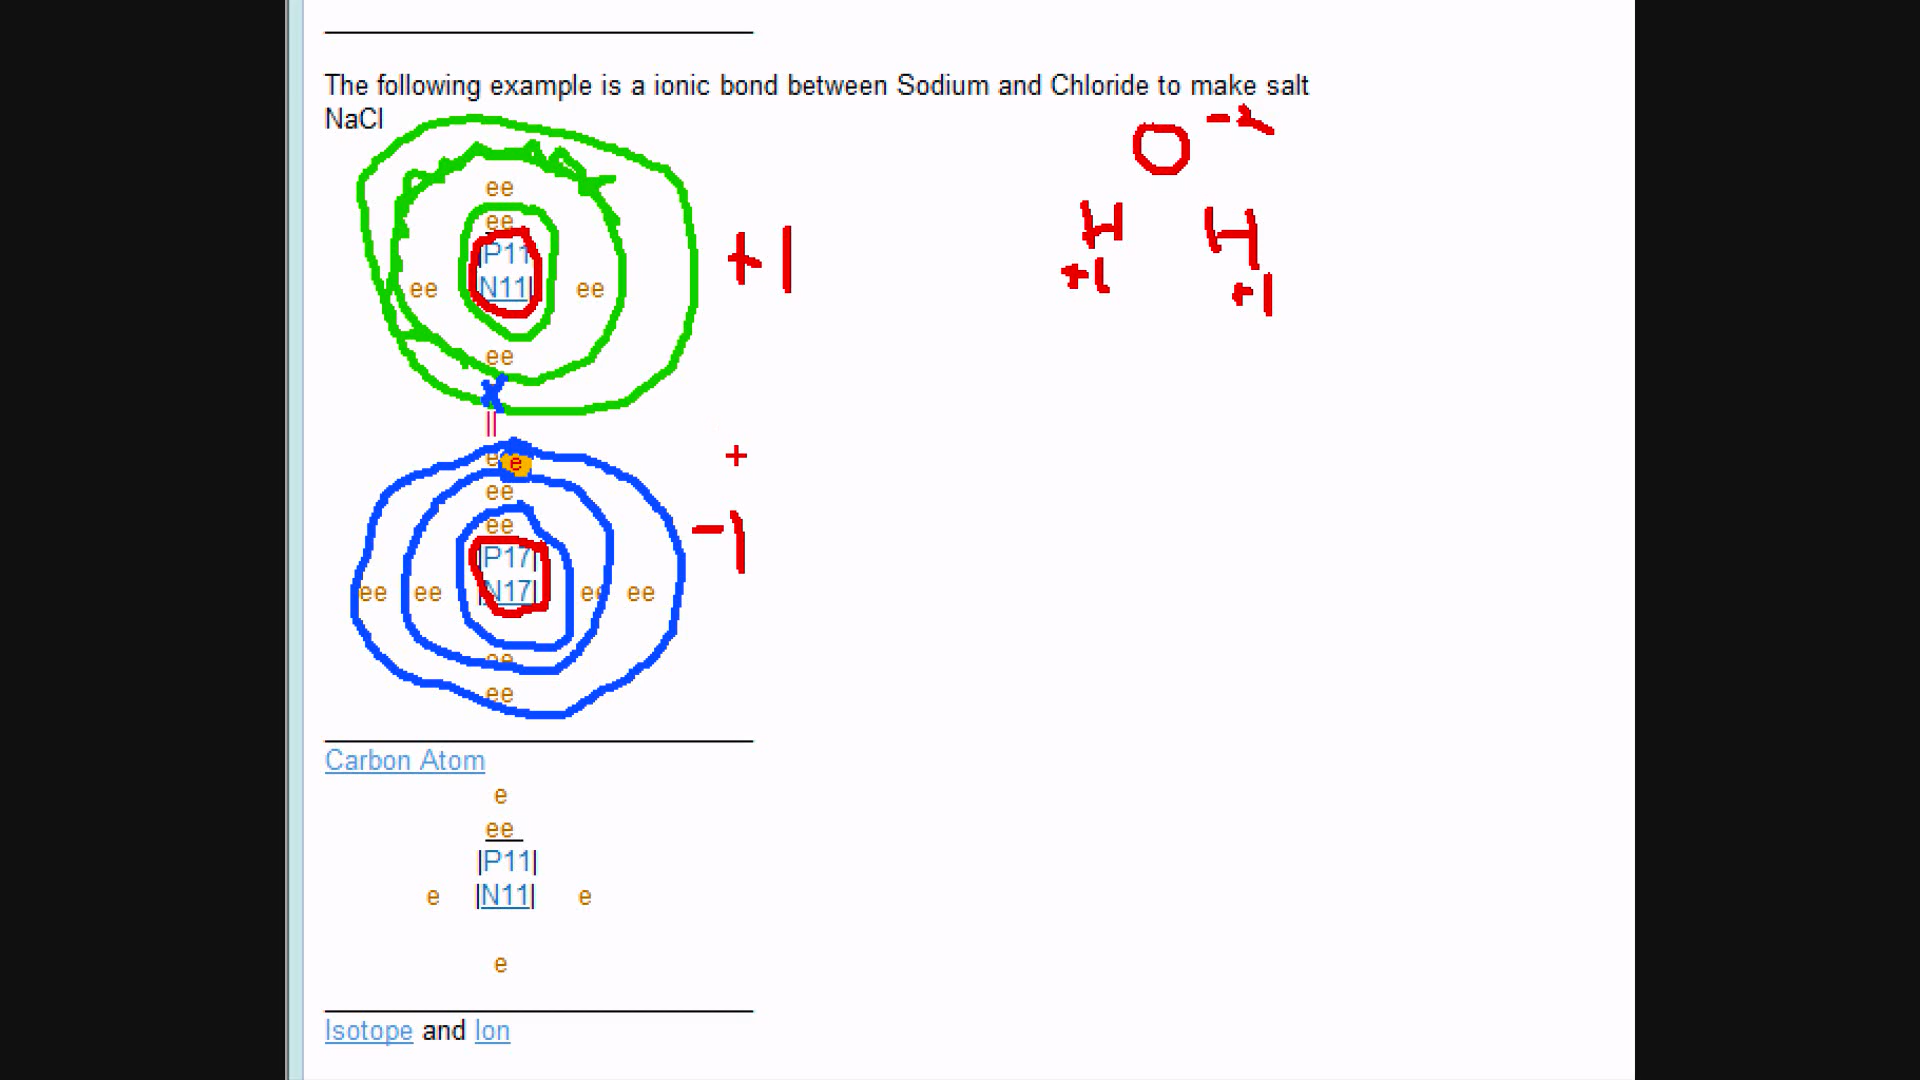 The following example is a ionic bond between Sodium and Chloride to make salt
NaCl
O -2
H H
+1 +1
ee
ee
|P11
ee N11| ee
+1
ee
||
ee
+
ee
ee
-1
|P17|
ee ee |N17| ee ee
ee
ee
Carbon Atom
e
ee
|P11|
e |N11| e
e
Isotope and Ion